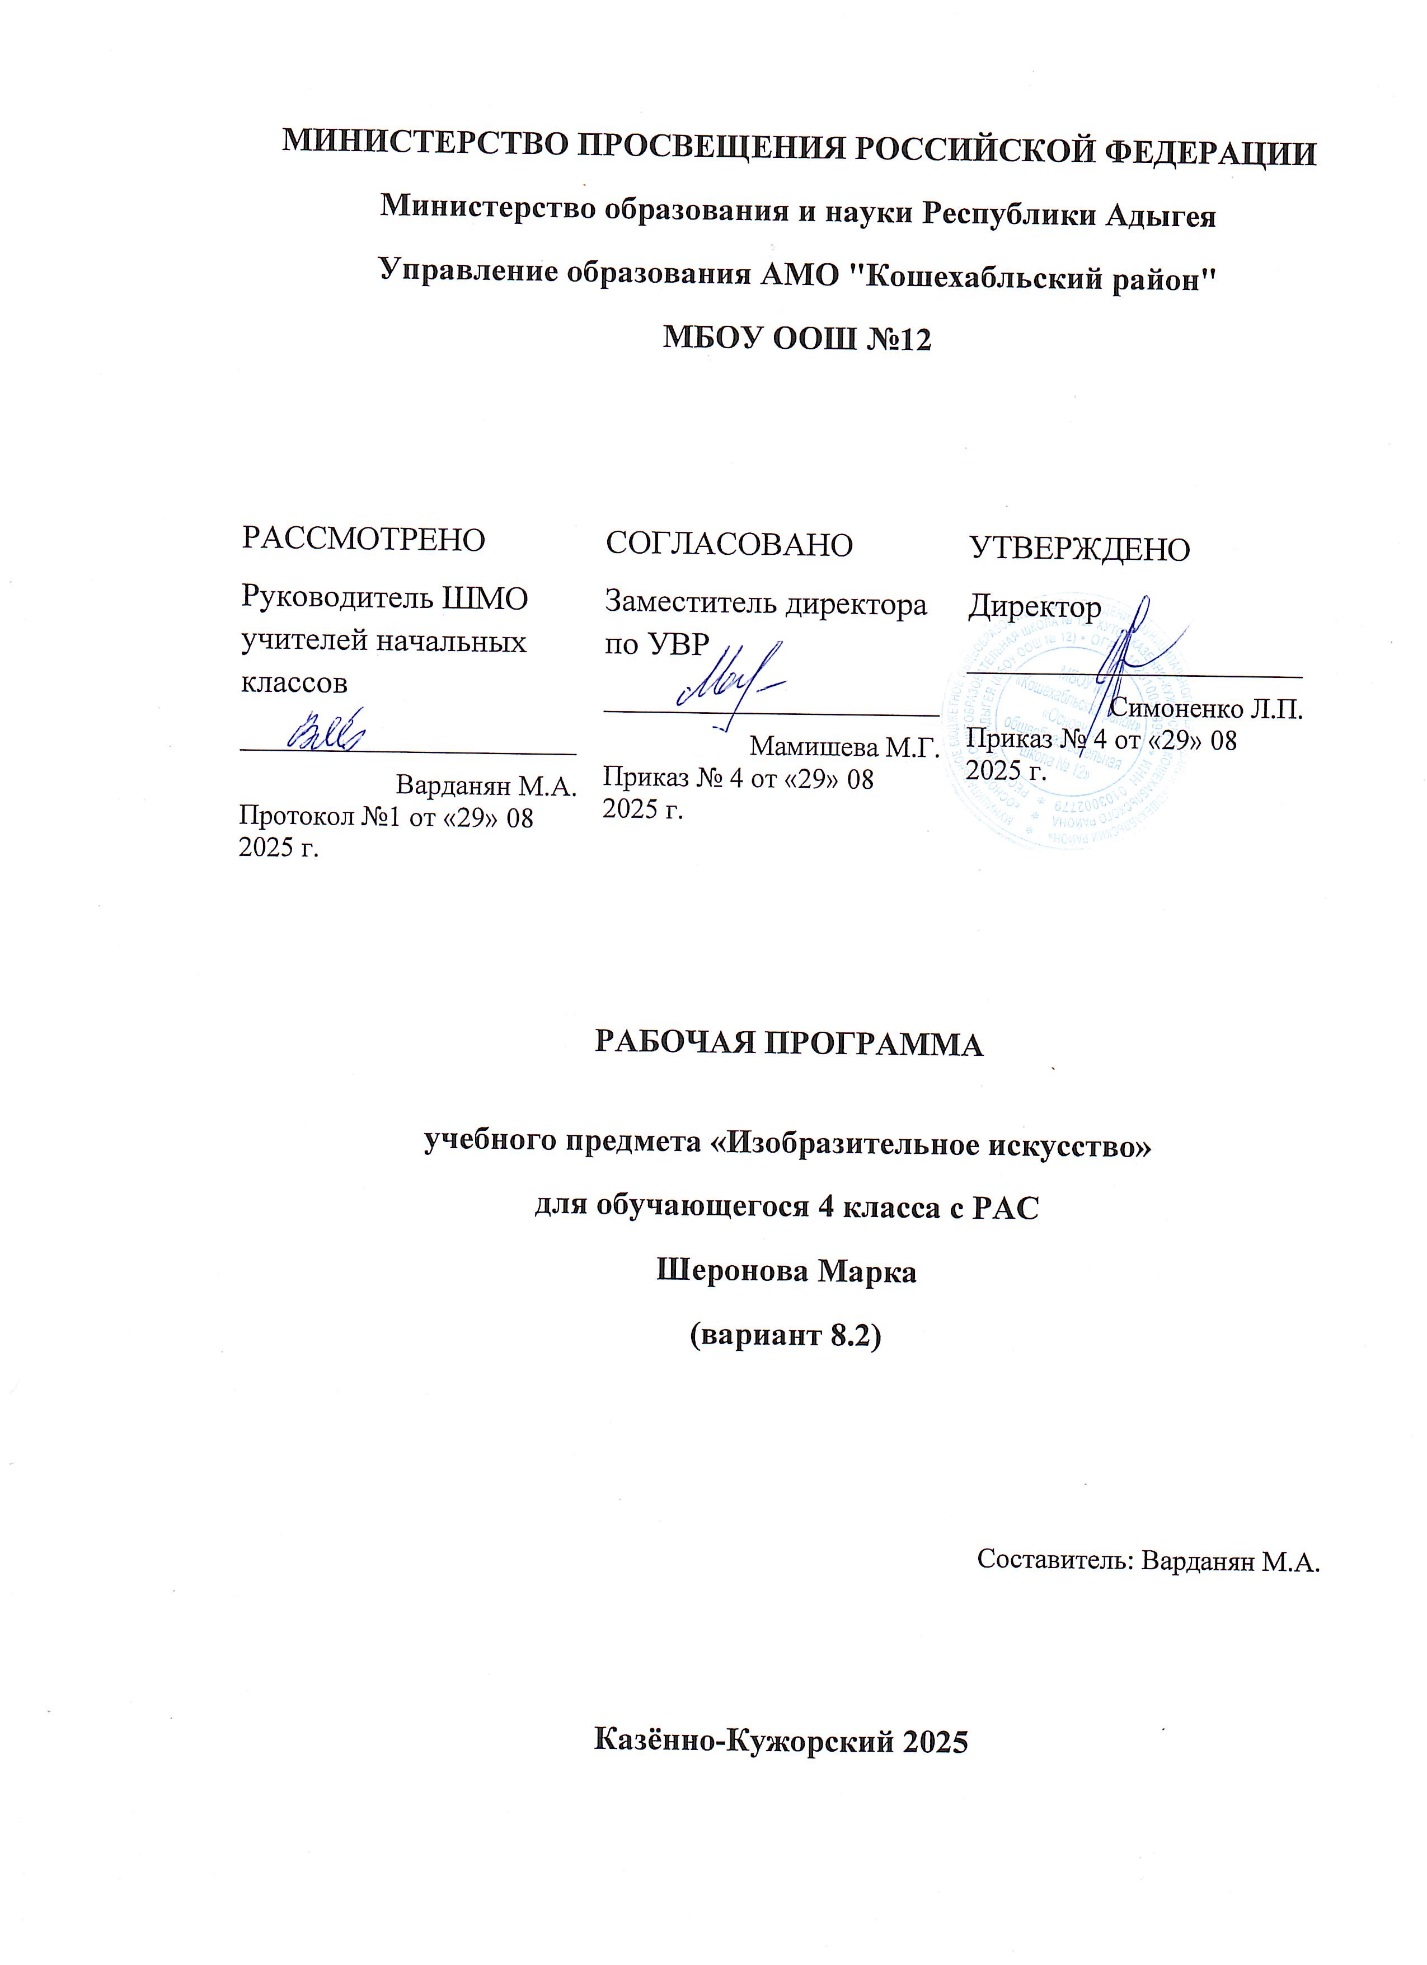 МИНИСТЕРСТВО ПРОСВЕЩЕНИЯ РОССИЙСКОЙ ФЕДЕРАЦИИ
Министерство образования и науки Республики Адыгея
Управление образования АМО "Кошехабльский район"
МБОУ ООШ №12
РАССМОТРЕНО
Руководитель ШМО
учителей начальных
классов
Варданян М.А.
Протокол №1 от «29» 08
2025 г.
СОГЛАСОВАНО
Заместитель директора
по УВР
Мамишева М.Г.
Приказ № 4 от «29» 08
2025 г.
УТВЕРЖДЕНО
Директор
Симоненко Л.П.
Приказ № 4 от «29» 08
2025 г.
РАБОЧАЯ ПРОГРАММА
учебного предмета «Изобразительное искусство»
для обучающегося 4 класса с РАС
Шеронова Марка
(вариант 8.2)
Составитель: Варданян М.А.
Казённо-Кужорский 2025